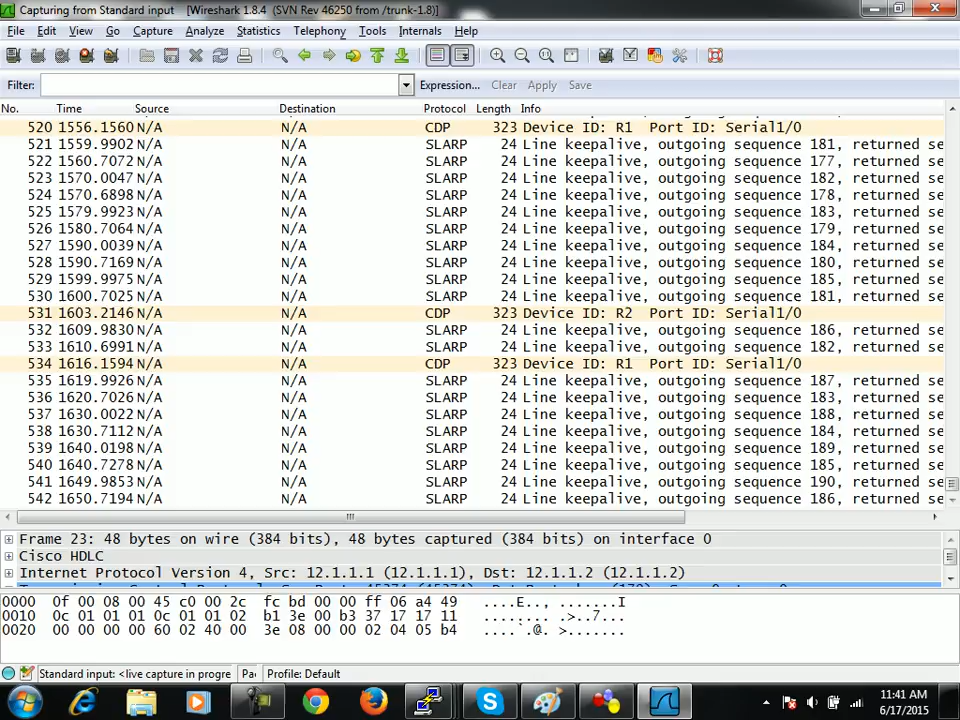 Capturing from Standard input   [Wireshark 1.8.4  (SVN Rev 46250 from /trunk-1.8)]
File Edit View Go Capture Analyze Statistics Telephony Tools Internals Help
Filter: Expression... Clear Apply Save
No. Time Source Destination Protocol Length Info
520 1556.1560 N/A N/A CDP 323 Device ID: R1  Port ID: Serial1/0
521 1559.9902 N/A N/A SLARP 24 Line keepalive, outgoing sequence 181, returned se
522 1560.7072 N/A N/A SLARP 24 Line keepalive, outgoing sequence 177, returned se
523 1570.0047 N/A N/A SLARP 24 Line keepalive, outgoing sequence 182, returned se
524 1570.6898 N/A N/A SLARP 24 Line keepalive, outgoing sequence 178, returned se
525 1579.9923 N/A N/A SLARP 24 Line keepalive, outgoing sequence 183, returned se
526 1580.7064 N/A N/A SLARP 24 Line keepalive, outgoing sequence 179, returned se
527 1590.0039 N/A N/A SLARP 24 Line keepalive, outgoing sequence 184, returned se
528 1590.7169 N/A N/A SLARP 24 Line keepalive, outgoing sequence 180, returned se
529 1599.9975 N/A N/A SLARP 24 Line keepalive, outgoing sequence 185, returned se
530 1600.7025 N/A N/A SLARP 24 Line keepalive, outgoing sequence 181, returned se
531 1603.2146 N/A N/A CDP 323 Device ID: R2  Port ID: Serial1/0
532 1609.9830 N/A N/A SLARP 24 Line keepalive, outgoing sequence 186, returned se
533 1610.6991 N/A N/A SLARP 24 Line keepalive, outgoing sequence 182, returned se
534 1616.1594 N/A N/A CDP 323 Device ID: R1  Port ID: Serial1/0
535 1619.9926 N/A N/A SLARP 24 Line keepalive, outgoing sequence 187, returned se
536 1620.7026 N/A N/A SLARP 24 Line keepalive, outgoing sequence 183, returned se
537 1630.0022 N/A N/A SLARP 24 Line keepalive, outgoing sequence 188, returned se
538 1630.7112 N/A N/A SLARP 24 Line keepalive, outgoing sequence 184, returned se
539 1640.0198 N/A N/A SLARP 24 Line keepalive, outgoing sequence 189, returned se
540 1640.7278 N/A N/A SLARP 24 Line keepalive, outgoing sequence 185, returned se
541 1649.9853 N/A N/A SLARP 24 Line keepalive, outgoing sequence 190, returned se
542 1650.7194 N/A N/A SLARP 24 Line keepalive, outgoing sequence 186, returned se
Frame 23: 48 bytes on wire (384 bits), 48 bytes captured (384 bits) on interface 0
Cisco HDLC
Internet Protocol Version 4, Src: 12.1.1.1 (12.1.1.1), Dst: 12.1.1.2 (12.1.1.2)
0000  0f 00 08 00 45 c0 00 2c  fc bd 00 00 ff 06 a4 49   ....E.., .......I
0010  0c 01 01 01 0c 01 01 02  b1 3e 00 b3 37 17 17 11   ........ .>..7...
0020  00 00 00 00 60 02 40 00  3e 08 00 00 02 04 05 b4   ....`.@. >.......
Standard input: <live capture in progre Pa Profile: Default
11:41 AM
6/17/2015